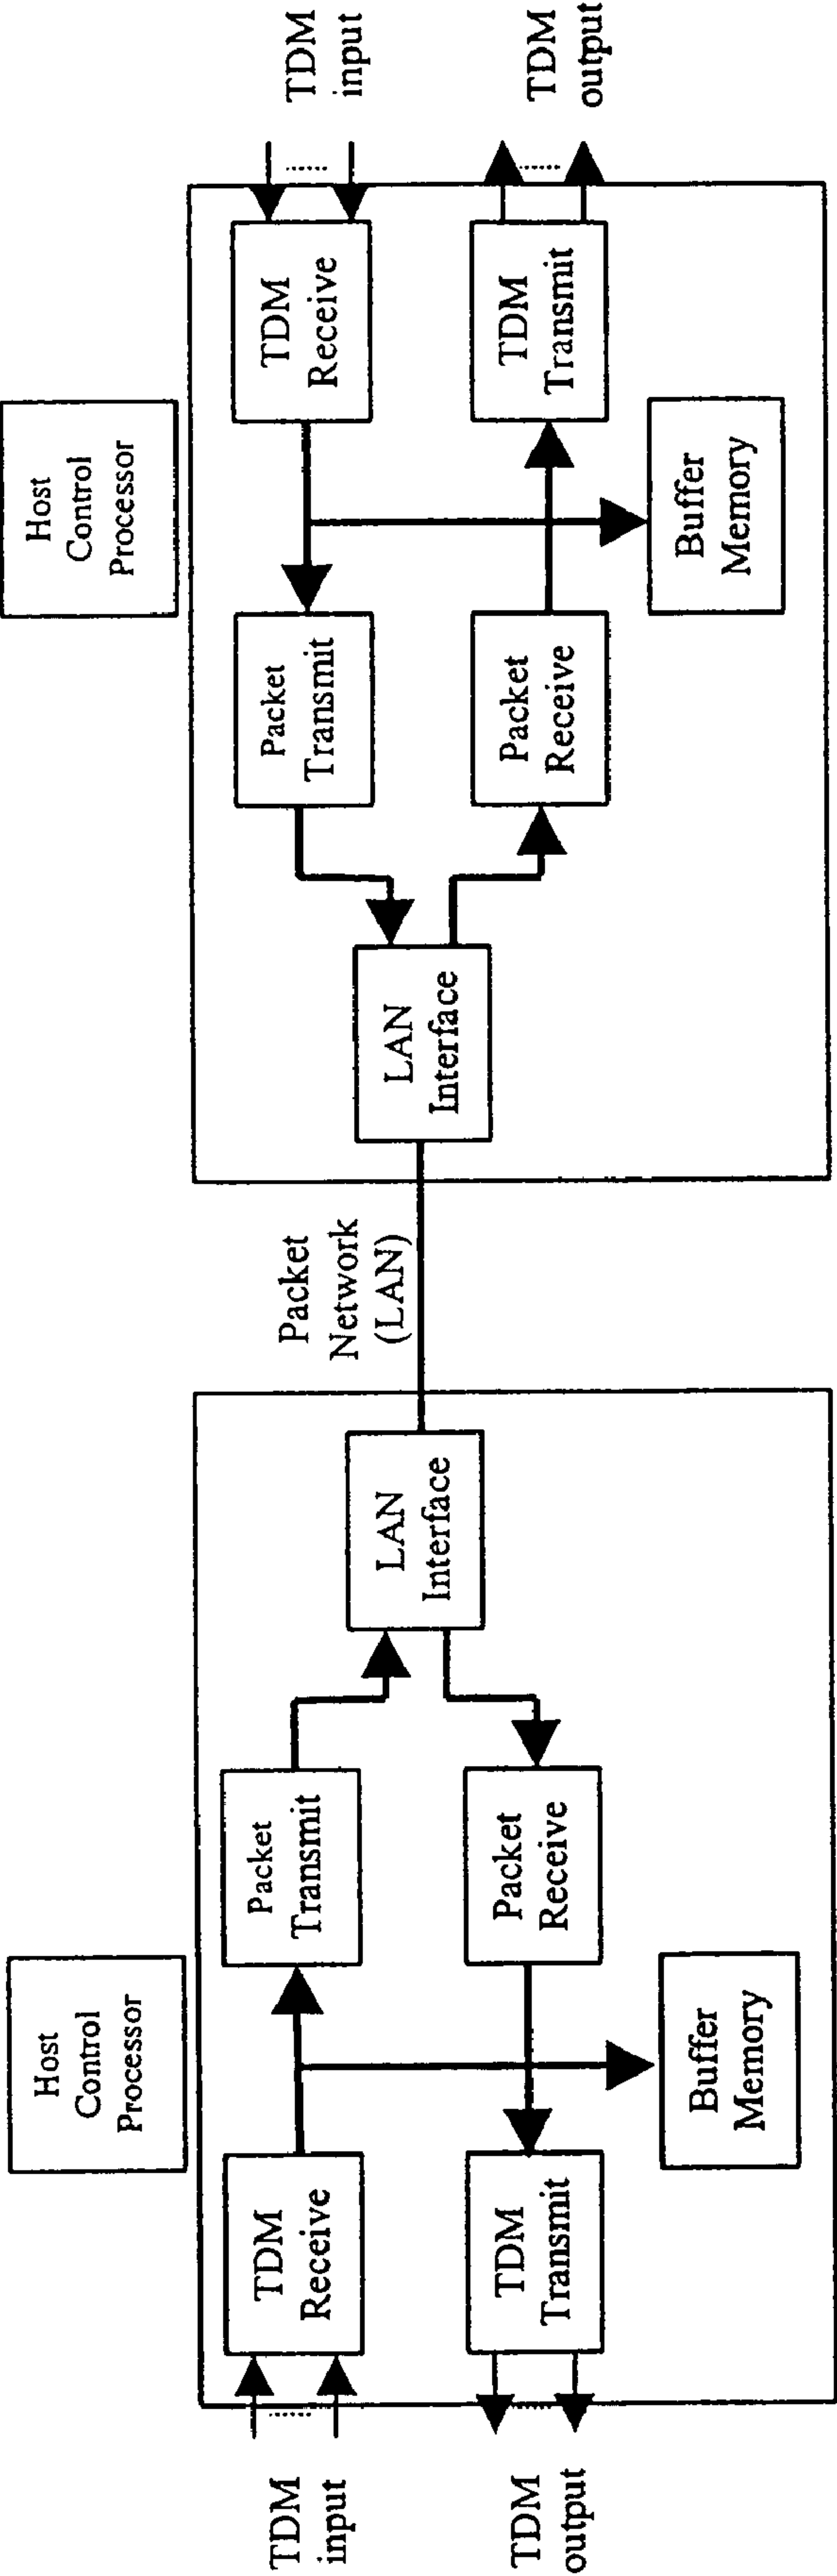 Host
Control
Processor
Host
Control
Processor
TDM
input
TDM
Receive
Packet
Transmit
LAN
Interface
Packet
Network
(LAN)
LAN
Interface
Packet
Transmit
TDM
Receive
TDM
input
TDM
output
TDM
Transmit
Packet
Receive
Packet
Receive
TDM
Transmit
TDM
output
Buffer
Memory
Buffer
Memory